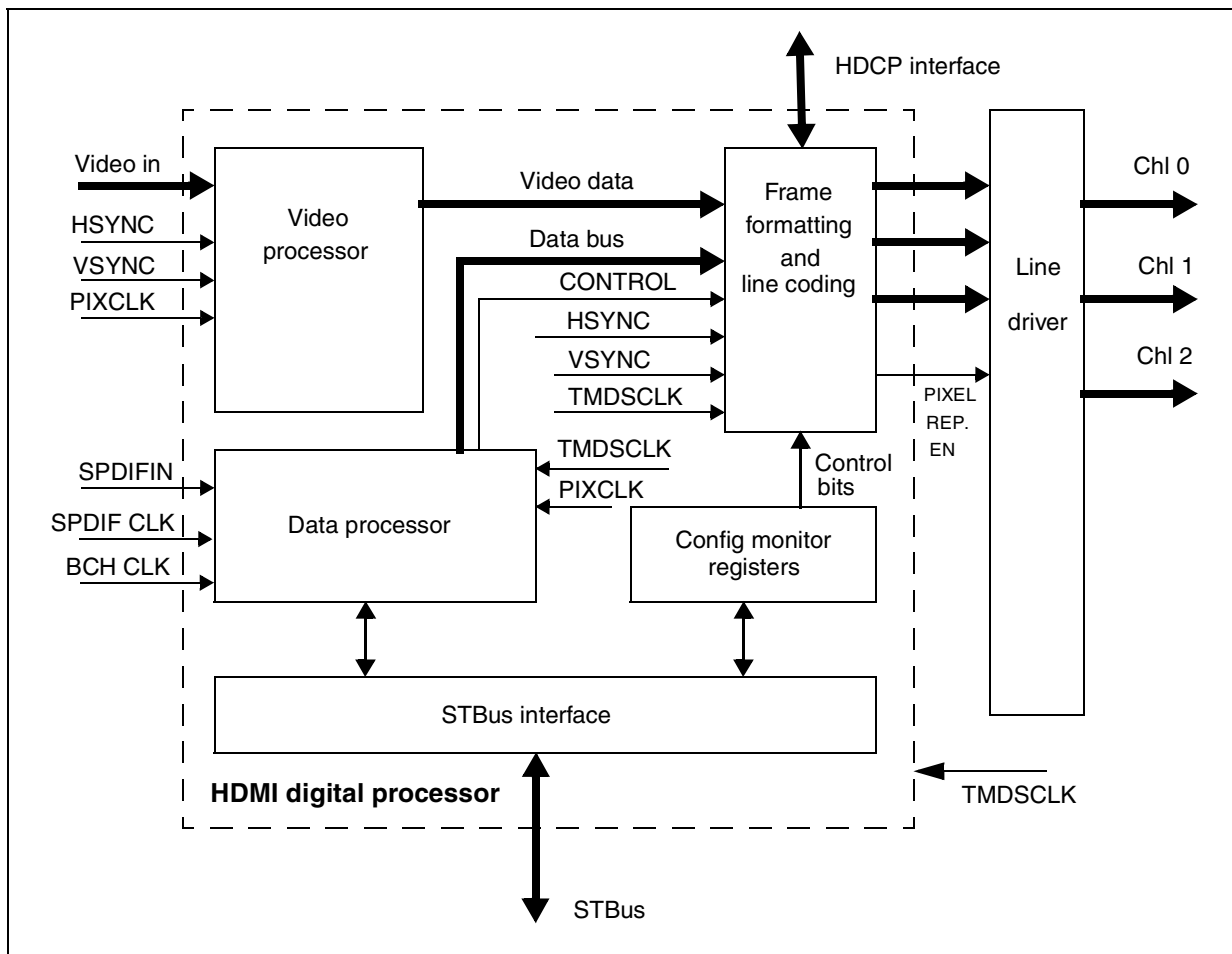 HDCP interface
Video in
HSYNC
VSYNC
PIXCLK
Video
processor
Video data
Data bus
CONTROL
HSYNC
VSYNC
TMDSCLK
Frame
formatting
and
line coding
Line
driver
Chl 0
Chl 1
Chl 2
PIXEL
REP.
EN
SPDIFIN
SPDIF CLK
BCH CLK
Data processor
TMDSCLK
PIXCLK
Control
bits
Config monitor
registers
STBus interface
HDMI digital processor
TMDSCLK
STBus